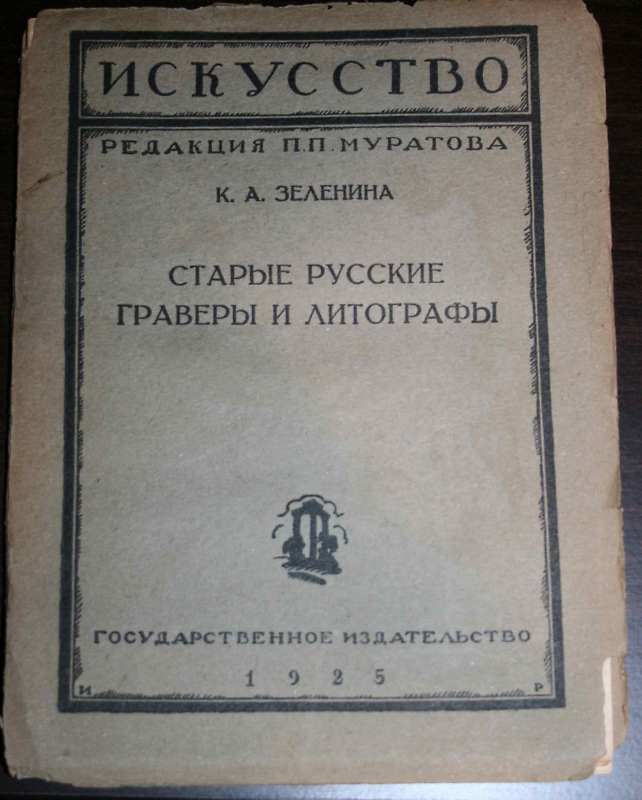 ИСКУССТВО
РЕДАКЦИЯ П.П.МУРАТОВА
К. А. ЗЕЛЕНИНА
СТАРЫЕ РУССКИЕ
ГРАВЕРЫ И ЛИТОГРАФЫ
ГОСУДАРСТВЕННОЕ ИЗДАТЕЛЬСТВО
1925
И Р